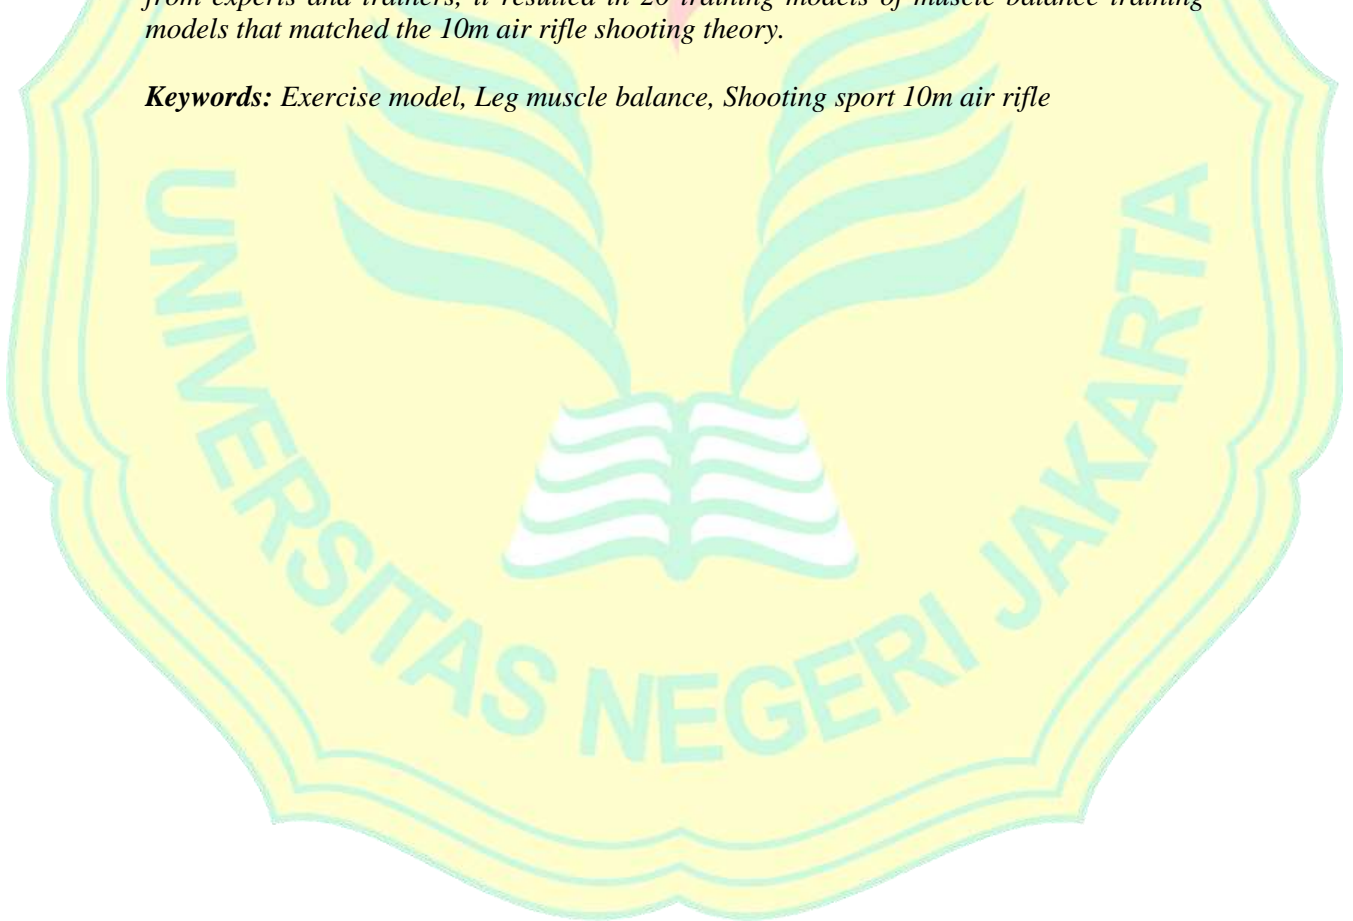 from experts and trainers, it resulted in training models of muscle balance training
models that matched the 10m air rifle shooting theory.
Keywords: Exercise model, Leg muscle balance, Shooting sport 10m air rifle
UNIVERSITAS NEGERI JAKARTA